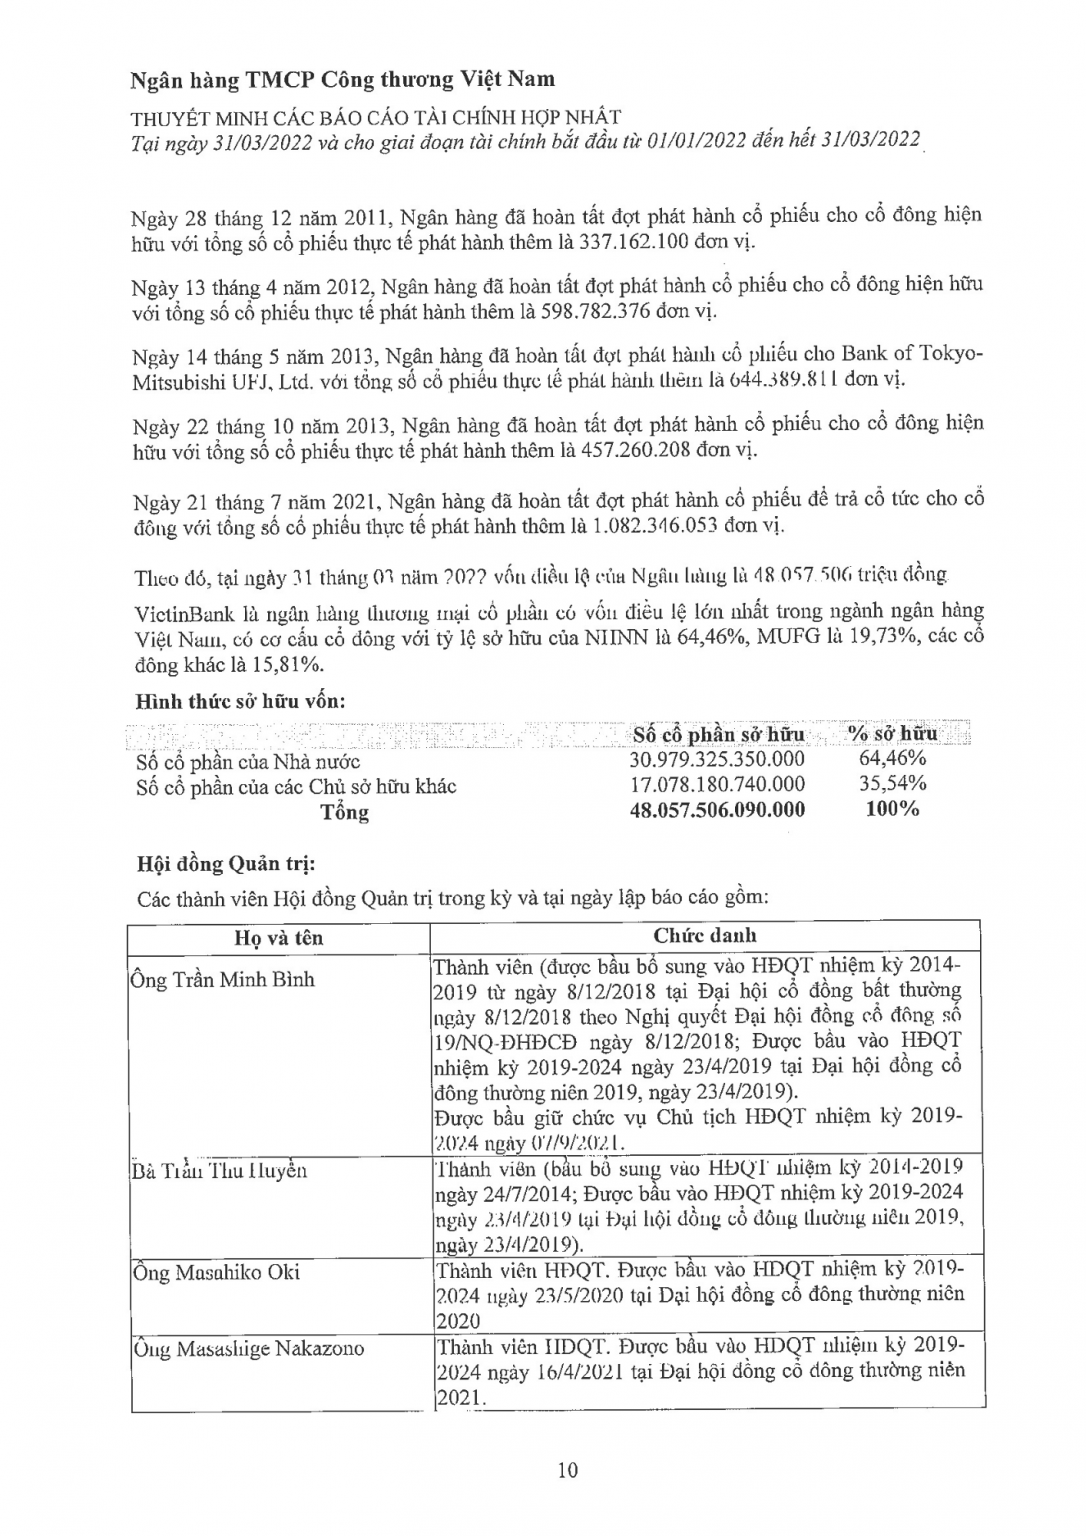 Ngân hàng TMCP Công thương Việt Nam
THUYẾT MINH CÁC BÁO CÁO TÀI CHÍNH HỢP NHẤT
Tại ngày 31/03/2022 và cho giai đoạn tài chính bắt đầu từ 01/01/2022 đến hết 31/03/2022
Ngày 28 tháng 12 năm 2011, Ngân hàng đã hoàn tất đợt phát hành cổ phiếu cho cổ đông hiện
hữu với tổng số cổ phiếu thực tế phát hành thêm là 337.162.100 đơn vị.
Ngày 13 tháng 4 năm 2012, Ngân hàng đã hoàn tất đợt phát hành cổ phiếu cho cổ đông hiện hữu
với tổng số cổ phiếu thực tế phát hành thêm là 598.782.376 đơn vị.
Ngày 14 tháng 5 năm 2013, Ngân hàng đã hoàn tất đợt phát hành cổ phiếu cho Bank of Tokyo-
Mitsubishi UFJ, Ltd. với tổng số cổ phiếu thực tế phát hành thêm là 644.389.811 đơn vị.
Ngày 22 tháng 10 năm 2013, Ngân hàng đã hoàn tất đợt phát hành cổ phiếu cho cổ đông hiện
hữu với tổng số cổ phiếu thực tế phát hành thêm là 457.260.208 đơn vị.
Ngày 21 tháng 7 năm 2021, Ngân hàng đã hoàn tất đợt phát hành cổ phiếu để trả cổ tức cho cổ
đông với tổng số cổ phiếu thực tế phát hành thêm là 1.082.346.053 đơn vị.
Theo đó, tại ngày 31 tháng 03 năm 2022 vốn điều lệ của Ngân hàng là 48.057.506 triệu đồng.
VietinBank là ngân hàng thương mại cổ phần có vốn điều lệ lớn nhất trong ngành ngân hàng
Việt Nam, có cơ cấu cổ đông với tỷ lệ sở hữu của NHNN là 64,46%, MUFG là 19,73%, các cổ
đông khác là 15,81%.
Hình thức sở hữu vốn:
Số cổ phần sở hữu % sở hữu
Số cổ phần của Nhà nước 30.979.325.350.000 64,46%
Số cổ phần của các Chủ sở hữu khác 17.078.180.740.000 35,54%
Tổng 48.057.506.090.000 100%
Hội đồng Quản trị:
Các thành viên Hội đồng Quản trị trong kỳ và tại ngày lập báo cáo gồm:
Họ và tên Chức danh
Ông Trần Minh Bình Thành viên (được bầu bổ sung vào HĐQT nhiệm kỳ 2014-
2019 từ ngày 8/12/2018 tại Đại hội cổ đồng bất thường
ngày 8/12/2018 theo Nghị quyết Đại hội đồng cổ đông số
19/NQ-ĐHĐCĐ ngày 8/12/2018; Được bầu vào HĐQT
nhiệm kỳ 2019-2024 ngày 23/4/2019 tại Đại hội đồng cổ
đông thường niên 2019, ngày 23/4/2019).
Được bầu giữ chức vụ Chủ tịch HĐQT nhiệm kỳ 2019-
2024 ngày 07/9/2021.
Bà Trần Thu Huyền Thành viên (bầu bổ sung vào HĐQT nhiệm kỳ 2014-2019
ngày 24/7/2014; Được bầu vào HĐQT nhiệm kỳ 2019-2024
ngày 23/4/2019 tại Đại hội đồng cổ đông thường niên 2019,
ngày 23/4/2019).
Ông Masahiko Oki Thành viên HĐQT. Được bầu vào HĐQT nhiệm kỳ 2019-
2024 ngày 23/5/2020 tại Đại hội đồng cổ đông thường niên
2020
Ông Masashige Nakazono Thành viên HĐQT. Được bầu vào HĐQT nhiệm kỳ 2019-
2024 ngày 16/4/2021 tại Đại hội đồng cổ đông thường niên
2021.
10